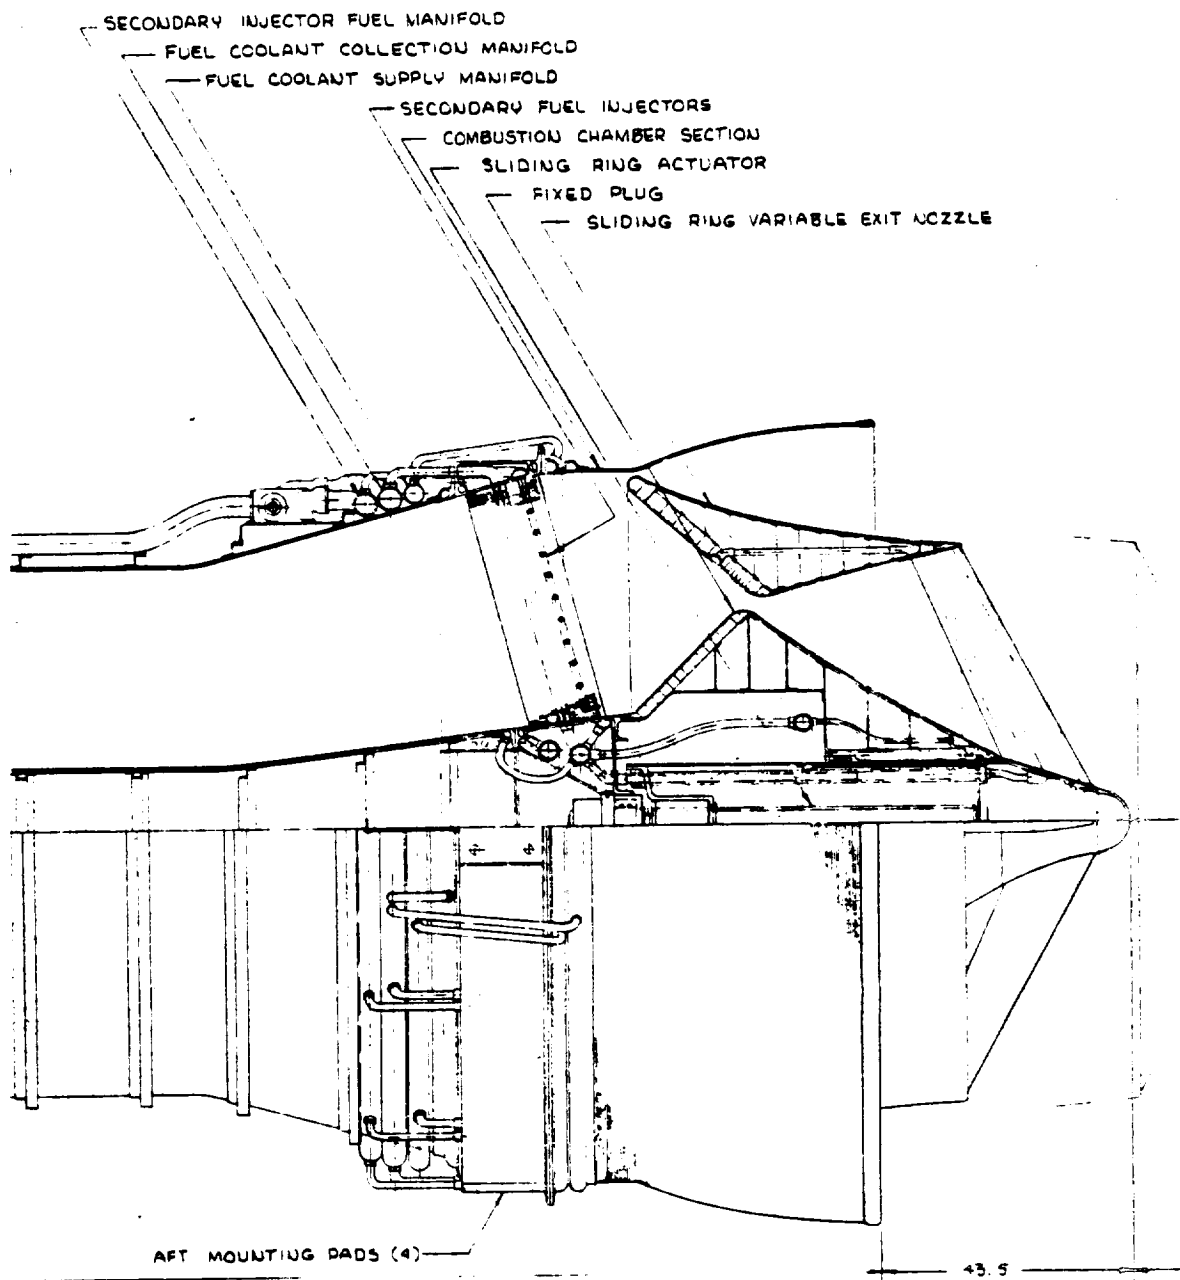 SECONDARY INJECTOR FUEL MANIFOLD
FUEL COOLANT COLLECTION MANIFOLD
FUEL COOLANT SUPPLY MANIFOLD
SECONDARY FUEL INJECTORS
COMBUSTION CHAMBER SECTION
SLIDING RING ACTUATOR
FIXED PLUG
SLIDING RING VARIABLE EXIT NOZZLE
AFT MOUNTING PADS (4)
43.5